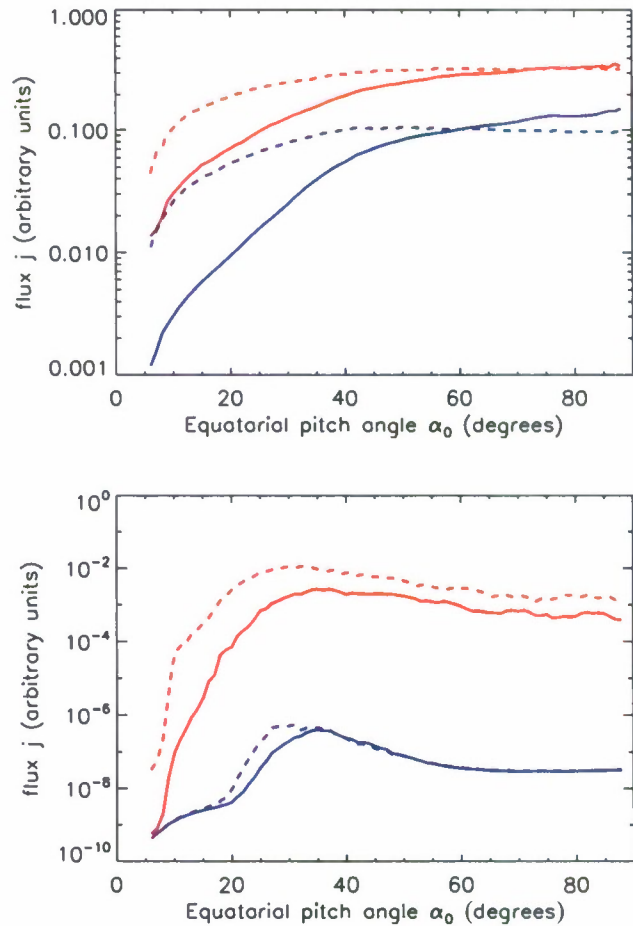 1.000
0.100
0.010
0.001
flux j (arbitrary units)
0 20 40 60 80
Equatorial pitch angle α₀ (degrees)
10⁰
10⁻²
10⁻⁴
10⁻⁶
10⁻⁸
10⁻¹⁰
flux j (arbitrary units)
0 20 40 60 80
Equatorial pitch angle α₀ (degrees)